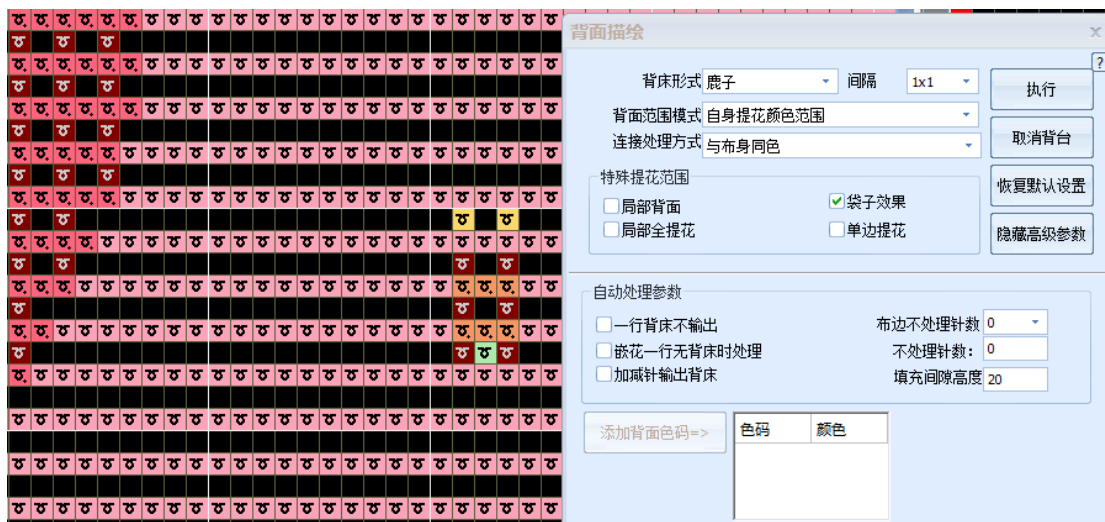 背面描绘
背床形式 鹿子 间隔 1x1
执行
背面范围模式 自身提花颜色范围
连接处理方式 与布身同色
取消背台
特殊提花范围
恢复默认设置
局部背面 袋子效果
局部全提花 单边提花
隐藏高级参数
自动处理参数
一行背床不输出 布边不处理针数 0
嵌花一行无背床时处理 不处理针数： 0
加减针输出背床 填充间隙高度 20
添加背面色码=>
色码 颜色
?